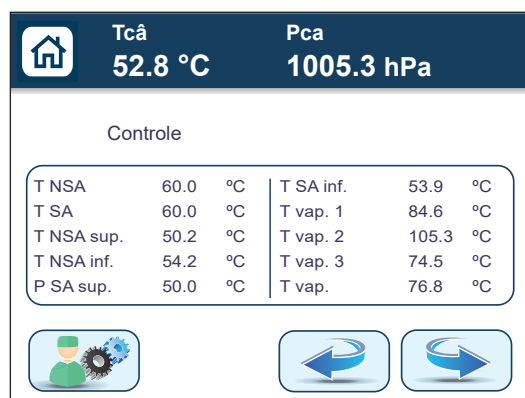 Tcâ Pca
52.8 °C 1005.3 hPa
Controle
T NSA 60.0 ºC T SA inf. 53.9 ºC
T SA 60.0 ºC T vap. 1 84.6 ºC
T NSA sup. 50.2 ºC T vap. 2 105.3 ºC
T NSA inf. 54.2 ºC T vap. 3 74.5 ºC
P SA sup. 50.0 ºC T vap. 76.8 ºC